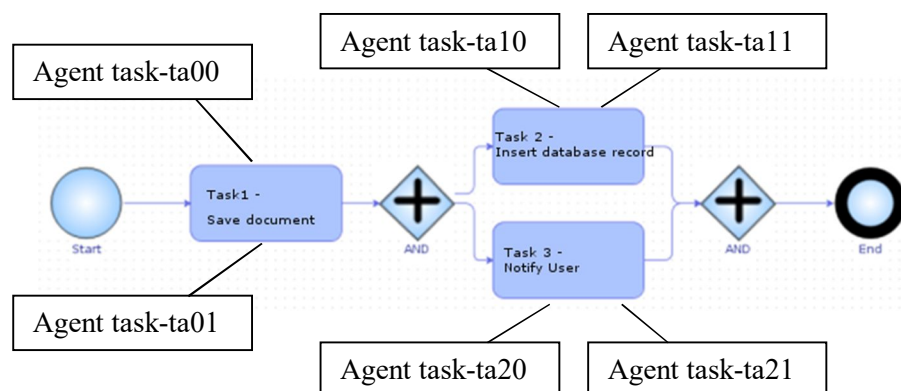 Agent task-ta00
Agent task-ta10
Agent task-ta11
Start
Task1 -
Save document
AND
Task 2 -
Insert database record
Task 3 -
Notify User
AND
End
Agent task-ta01
Agent task-ta20
Agent task-ta21